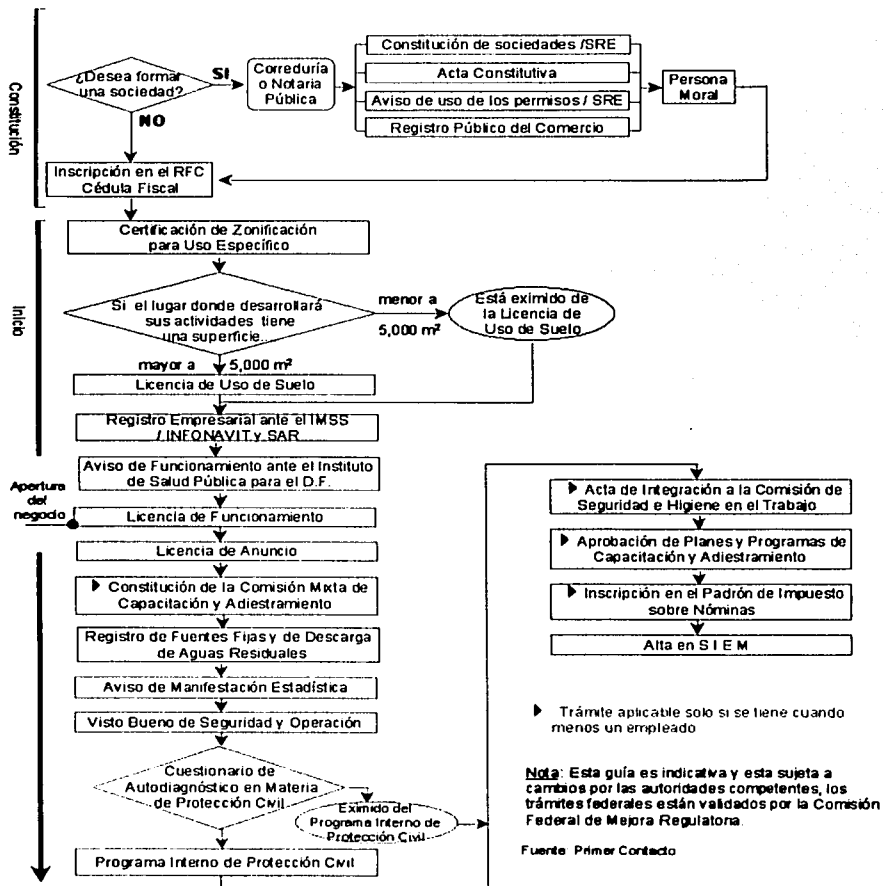 Constitución
¿Desea formar
una sociedad?
SI
NO
Correduría
o Notaria
Pública
Constitución de sociedades /SRE
Acta Constitutiva
Aviso de uso de los permisos / SRE
Registro Público del Comercio
Persona
Moral
Inscripción en el RFC
Cédula Fiscal
Inicio
Certificación de Zonificación
para Uso Específico
Si el lugar donde desarrollará
sus actividades tiene
una superficie...
menor a
5,000 m²
Está eximido de
la Licencia de
Uso de Suelo
mayor a 5,000 m²
Licencia de Uso de Suelo
Registro Empresarial ante el IMSS
/ INFONAVIT y SAR
Aviso de Funcionamiento ante el Instituto
de Salud Pública para el D.F.
Apertura
del
negocio
Licencia de Funcionamiento
Licencia de Anuncio
Constitución de la Comisión Mixta de
Capacitación y Adiestramiento
Registro de Fuentes Fijas y de Descarga
de Aguas Residuales
Aviso de Manifestación Estadística
Visto Bueno de Seguridad y Operación
Cuestionario de
Autodiagnóstico en Materia
de Protección Civil
Eximido del
Programa Interno de
Protección Civil
Programa Interno de Protección Civil
Acta de Integración a la Comisión de
Seguridad e Higiene en el Trabajo
Aprobación de Planes y Programas de
Capacitación y Adiestramiento
Inscripción en el Padrón de Impuesto
sobre Nóminas
Alta en S I E M
Trámite aplicable solo si se tiene cuando
menos un empleado
Nota: Esta guía es indicativa y esta sujeta a
cambios por las autoridades competentes, los
trámites federales están validados por la Comisión
Federal de Mejora Regulatoria.
Fuente: Primer Contacto